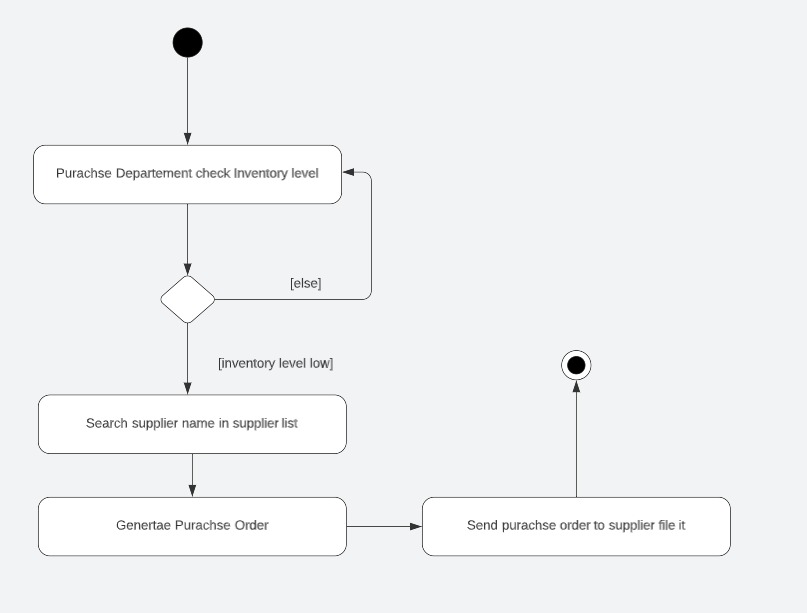 Purachse Departement check Inventory level
[else]
[inventory level low]
Search supplier name in supplier list
Genertae Purachse Order
Send purachse order to supplier file it